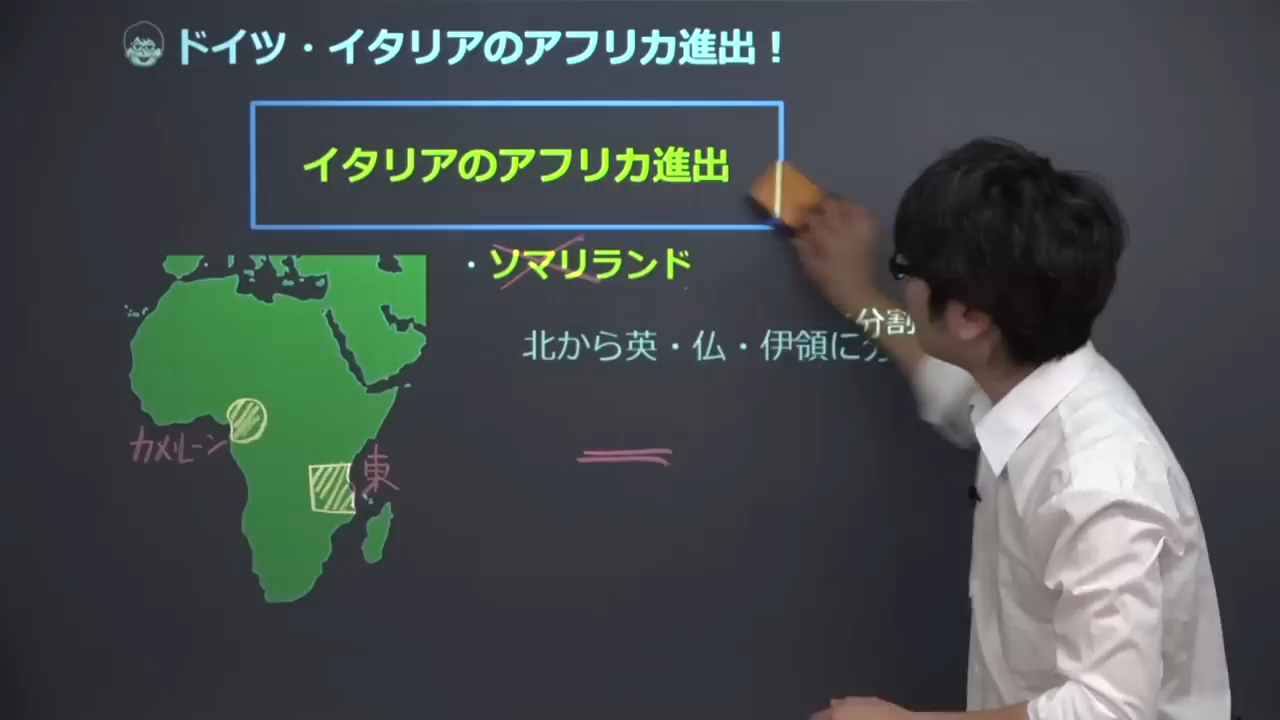 ドイツ・イタリアのアフリカ進出！
イタリアのアフリカ進出
・ソマリランド
北から英・仏・伊領に分割
カメルーン
東